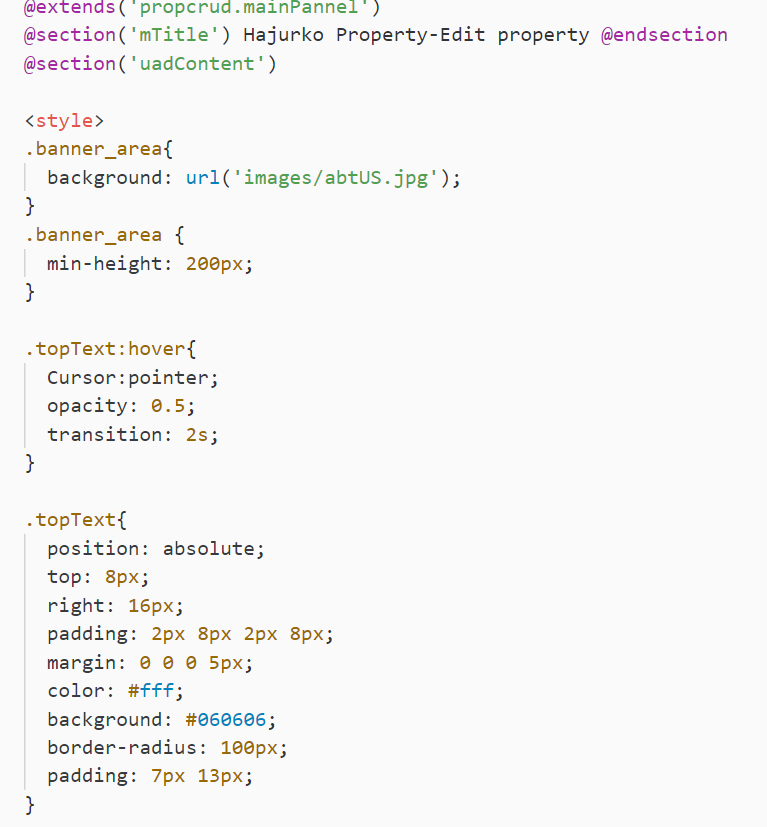 @extends('propcrud.mainPannel')
@section('mTitle') Hajurko Property-Edit property @endsection
@section('uadContent')
<style>
.banner_area{
background: url('images/abtUS.jpg');
}
.banner_area {
min-height: 200px;
}
.topText:hover{
Cursor:pointer;
opacity: 0.5;
transition: 2s;
}
.topText{
position: absolute;
top: 8px;
right: 16px;
padding: 2px 8px 2px 8px;
margin: 0 0 0 5px;
color: #fff;
background: #060606;
border-radius: 100px;
padding: 7px 13px;
}